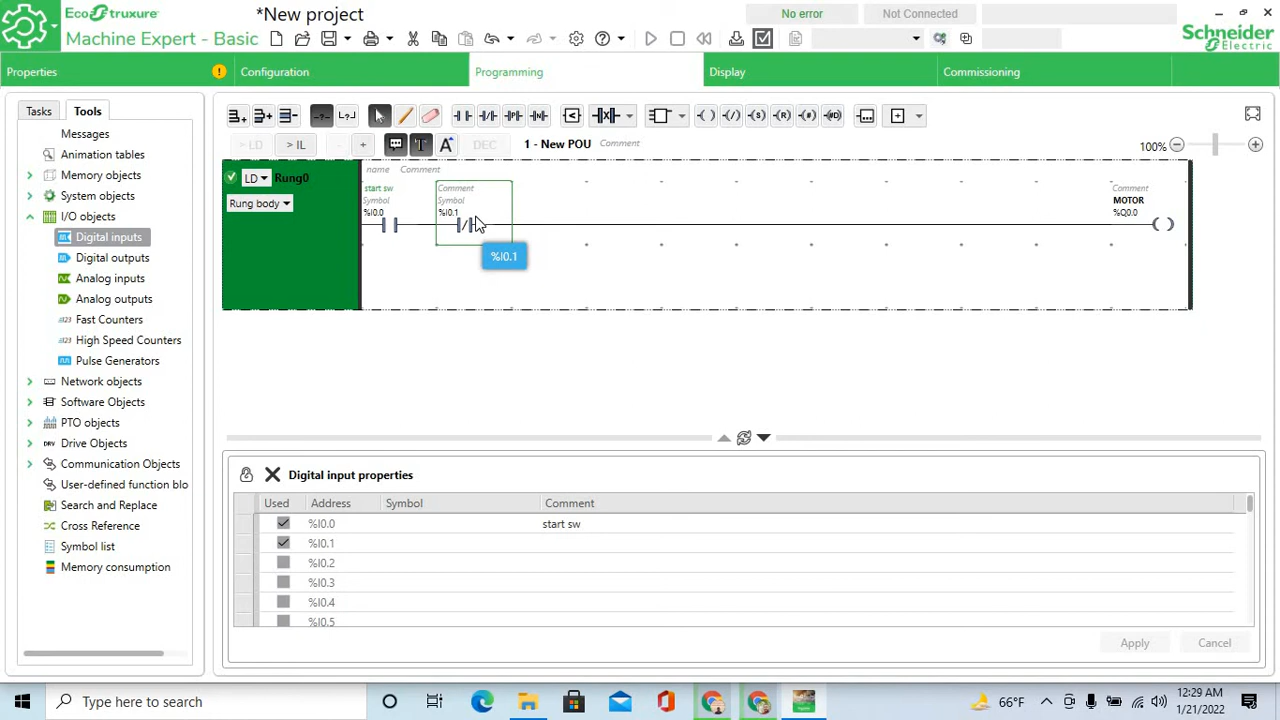 EcoStruxure
Machine Expert - Basic
*New project
No error
Not Connected
Schneider
Electric
Properties
Configuration
Programming
Display
Commissioning
Tasks
Tools
Messages
Animation tables
Memory objects
System objects
I/O objects
Digital inputs
Digital outputs
Analog inputs
Analog outputs
Fast Counters
High Speed Counters
Pulse Generators
Network objects
Software Objects
PTO objects
Drive Objects
Communication Objects
User-defined function blo
Search and Replace
Cross Reference
Symbol list
Memory consumption
> LD
> IL
DEC
1 - New POU
Comment
100%
LD
Rung0
Rung body
name Comment
start sw
Symbol
%I0.0
Comment
Symbol
%I0.1
%I0.1
Comment
MOTOR
%Q0.0
Digital input properties
Used Address Symbol Comment
%I0.0 start sw
%I0.1
%I0.2
%I0.3
%I0.4
%I0.5
Apply
Cancel
Type here to search
66°F
12:29 AM
1/21/2022